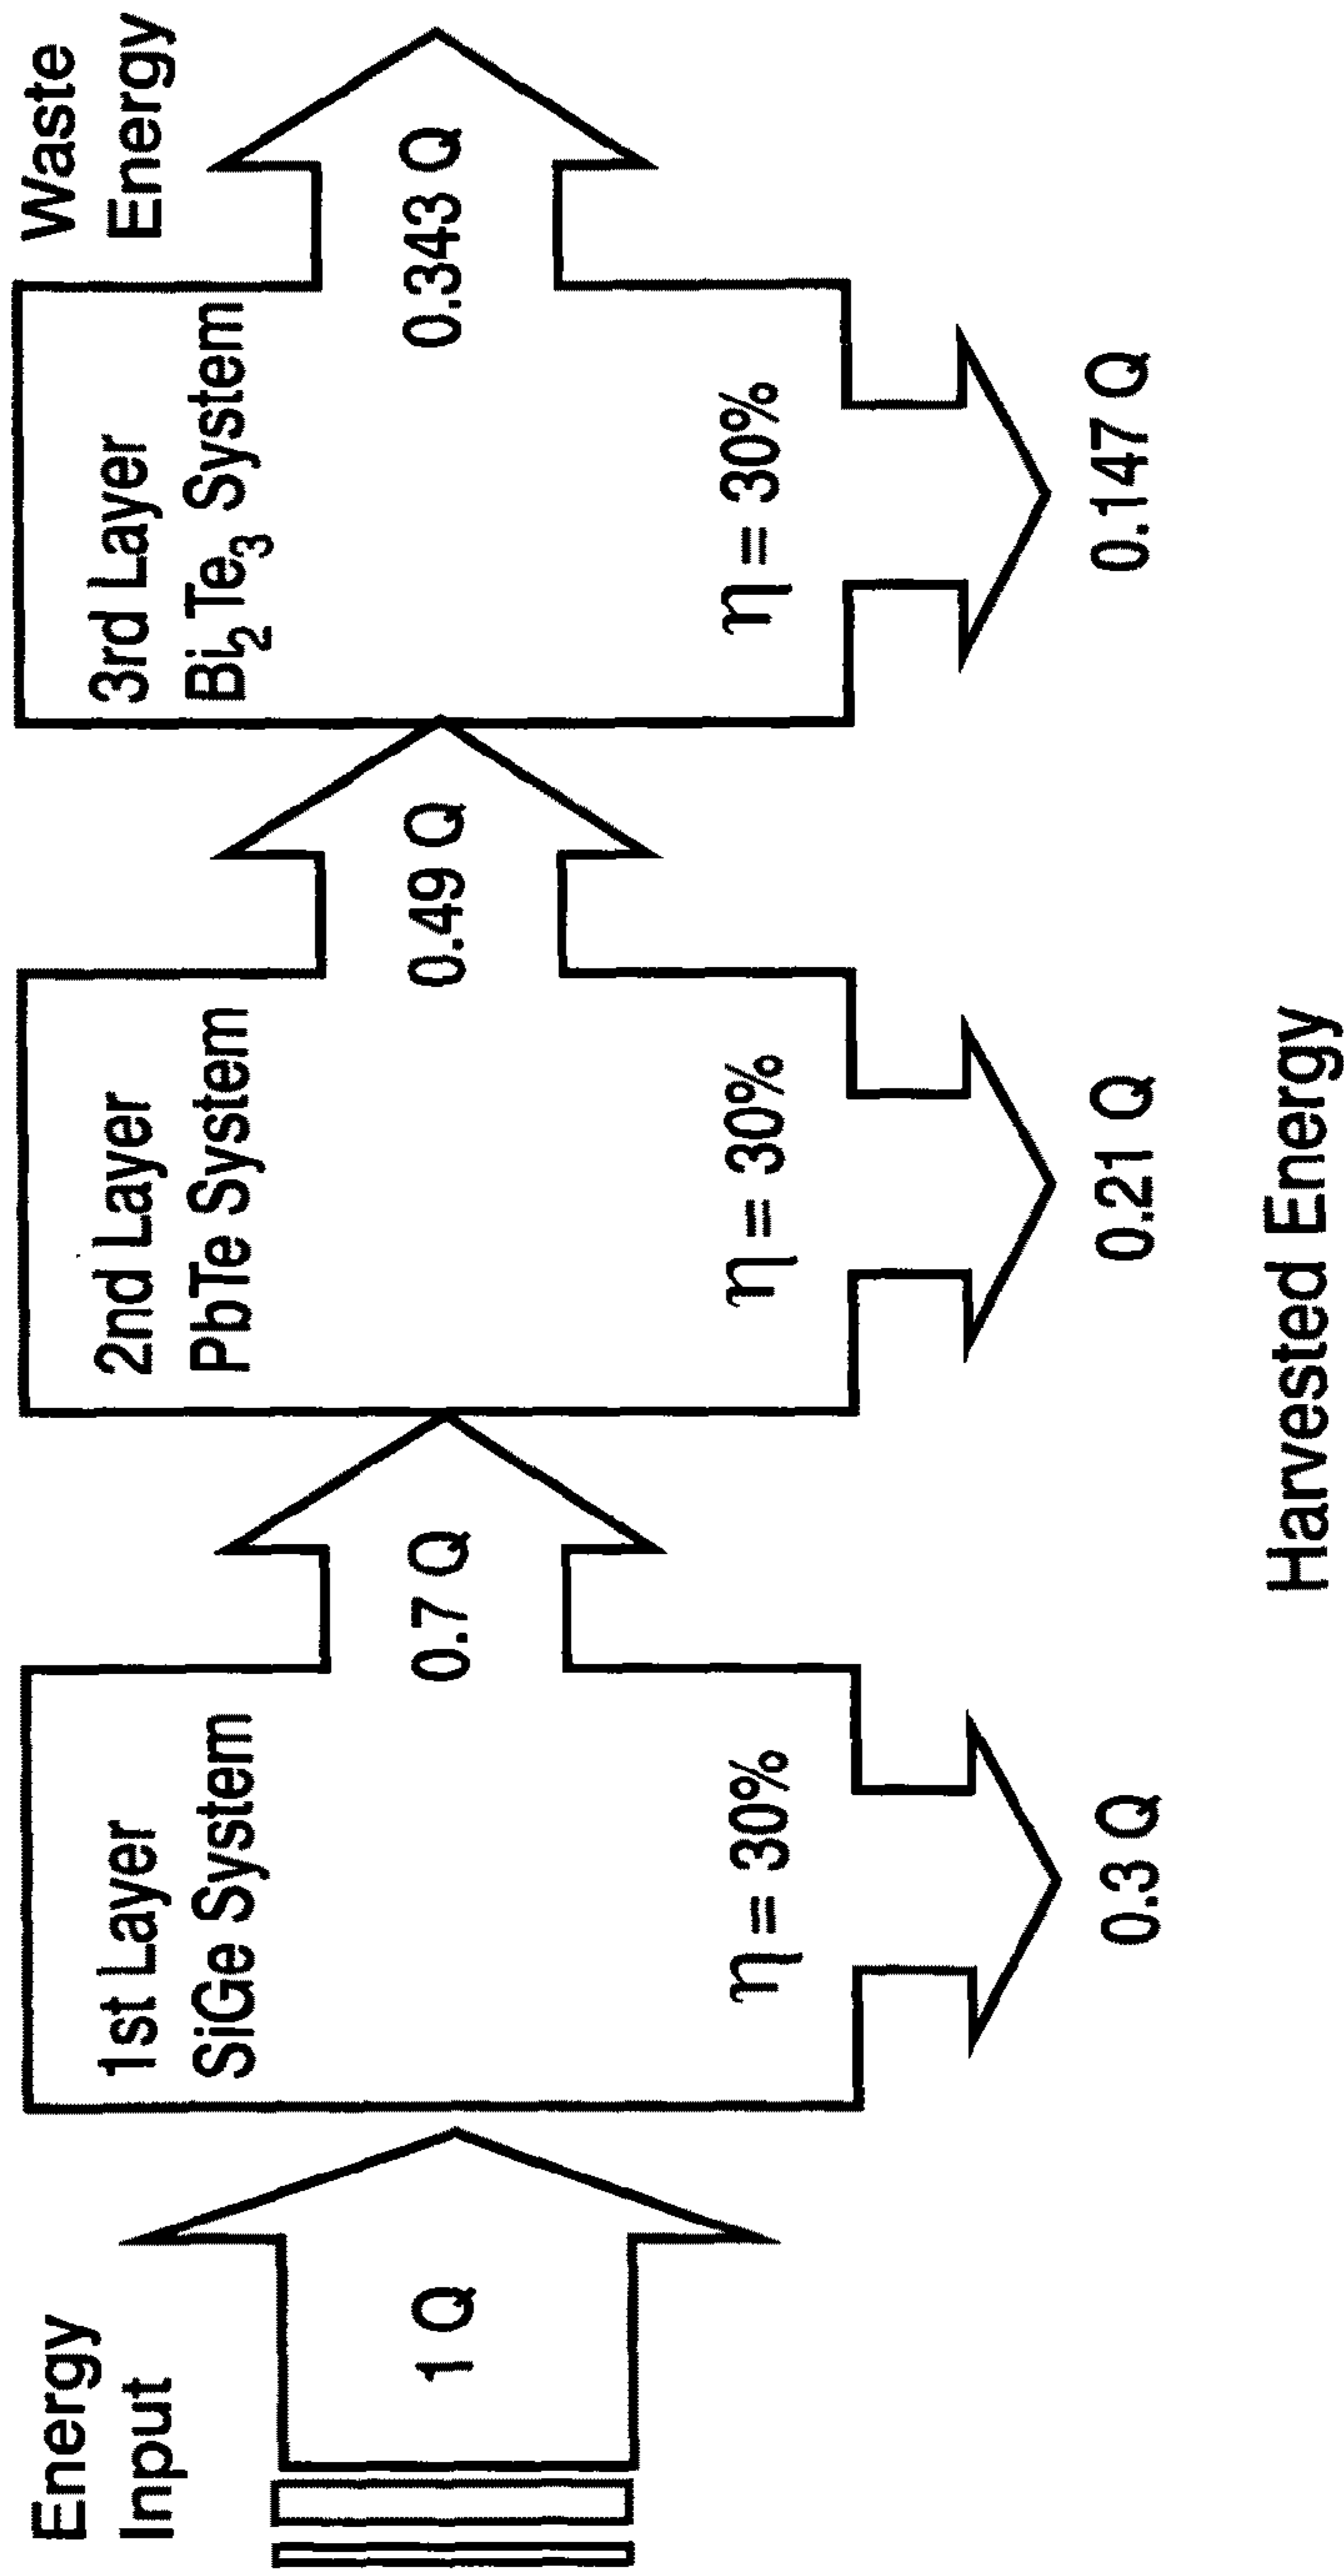 Energy
Input
1 Q
1st Layer
SiGe System
η = 30%
0.3 Q
0.7 Q
2nd Layer
PbTe System
η = 30%
0.21 Q
0.49 Q
3rd Layer
Bi₂Te₃ System
η = 30%
0.147 Q
0.343 Q
Waste
Energy
Harvested Energy